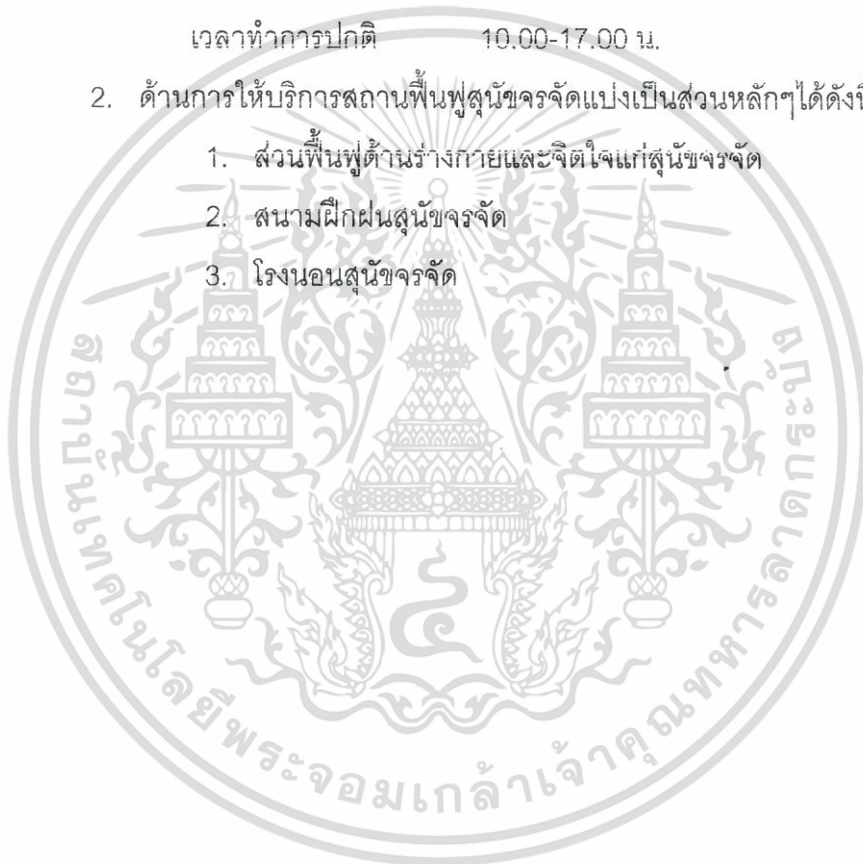 เวลาทำการปกติ 10.00-17.00 น.
2. ด้านการให้บริการสถานฟื้นฟูสุนัขจรจัดแบ่งเป็นส่วนหลักๆได้ดังนี้
1. ส่วนฟื้นฟูด้านร่างกายและจิตใจแก่สุนัขจรจัด
2. สนามฝึกฝนสุนัขจรจัด
3. โรงนอนสุนัขจรจัด
สถาบันเทคโนโลยีพระจอมเกล้าเจ้าคุณทหารลาดกระบัง